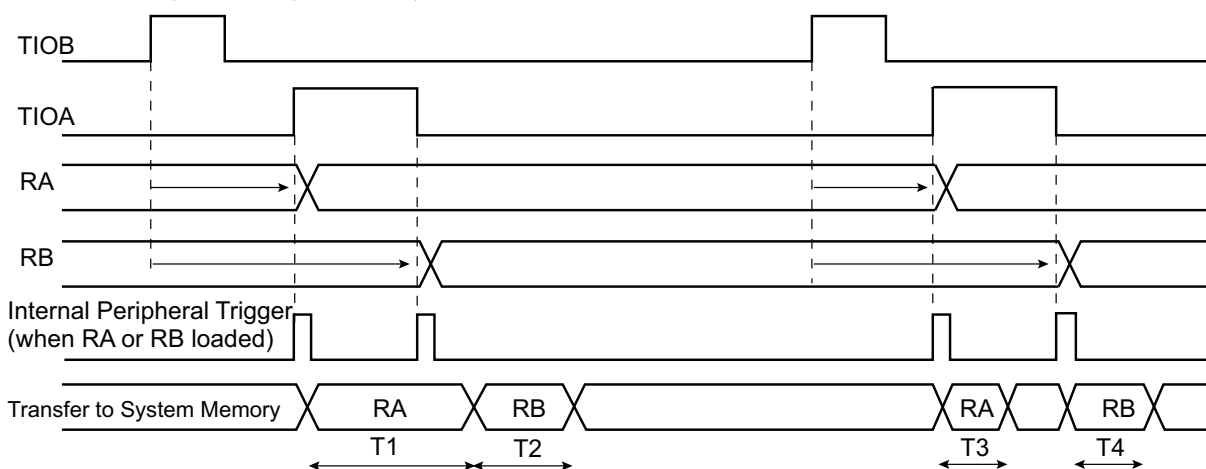 TIOB
TIOA
RA
RB
Internal Peripheral Trigger
(when RA or RB loaded)
Transfer to System Memory
RA
RB
RA
RB
T1
T2
T3
T4